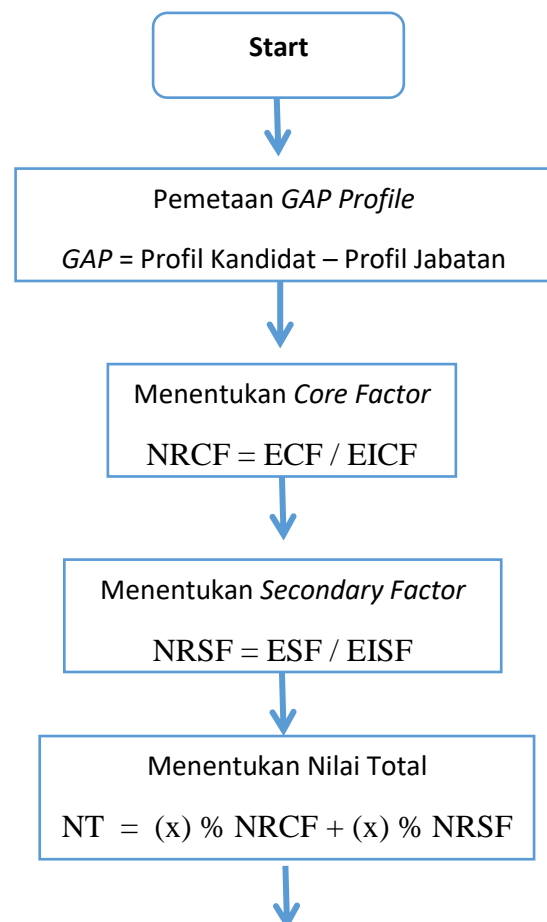 Start
Pemetaan GAP Profile
GAP = Profil Kandidat – Profil Jabatan
Menentukan Core Factor
NRCF = ECF / EICF
Menentukan Secondary Factor
NRSF = ESF / EISF
Menentukan Nilai Total
NT = (x) % NRCF + (x) % NRSF